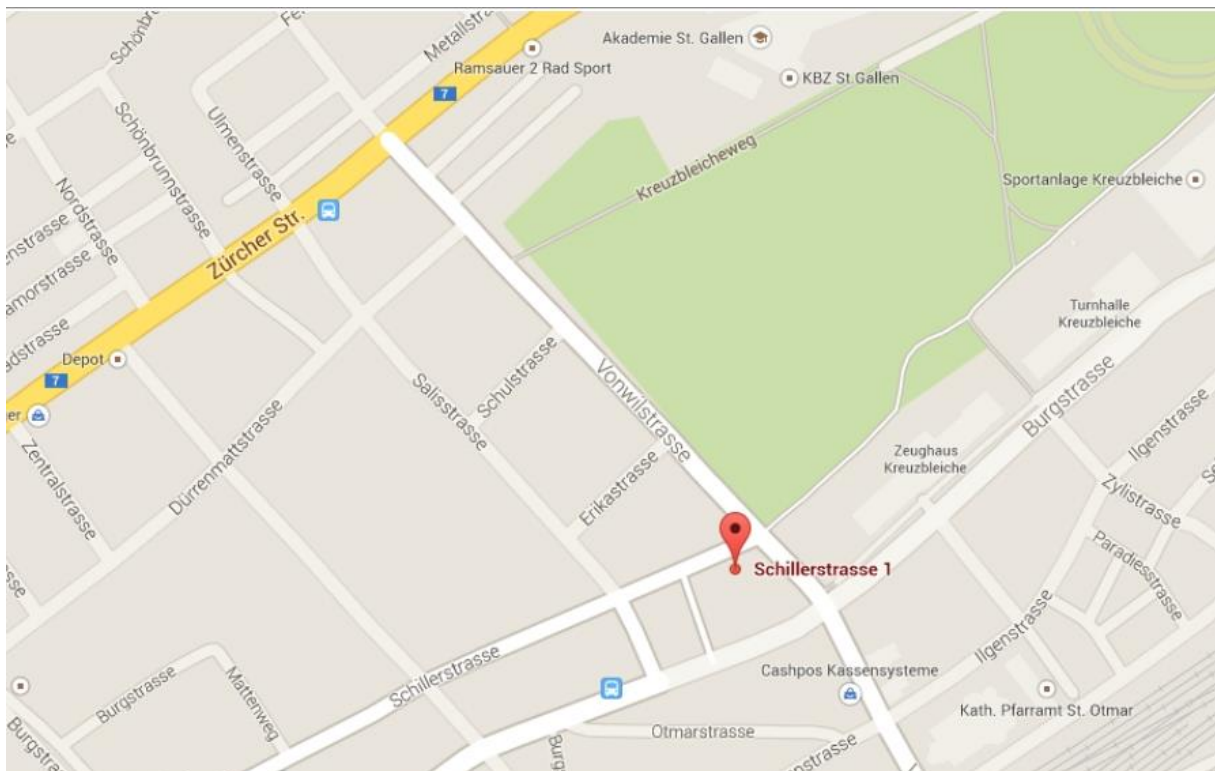 Metallstra
Akademie St. Gallen
Ramsauer 2 Rad Sport
KBZ St.Gallen
7
Ulmenstrasse
Schönbrunnstrasse
Kreuzbleicheweg
Sportanlage Kreuzbleiche
Nordstrasse
Zürcher Str.
Turnhalle
Kreuzbleiche
Depot
7
Salisstrasse
Schulstrasse
Vonwilstrasse
Burgstrasse
Ilgenstrasse
Zentralstrasse
Dürrenmattstrasse
Erikastrasse
Zeughaus
Kreuzbleiche
Zylistrasse
Paradiesstrasse
Schillerstrasse 1
Schillerstrasse
Ilgenstrasse
Cashpos Kassensysteme
Burgstrasse
Mattenweg
Kath. Pfarramt St. Otmar
Otmarstrasse